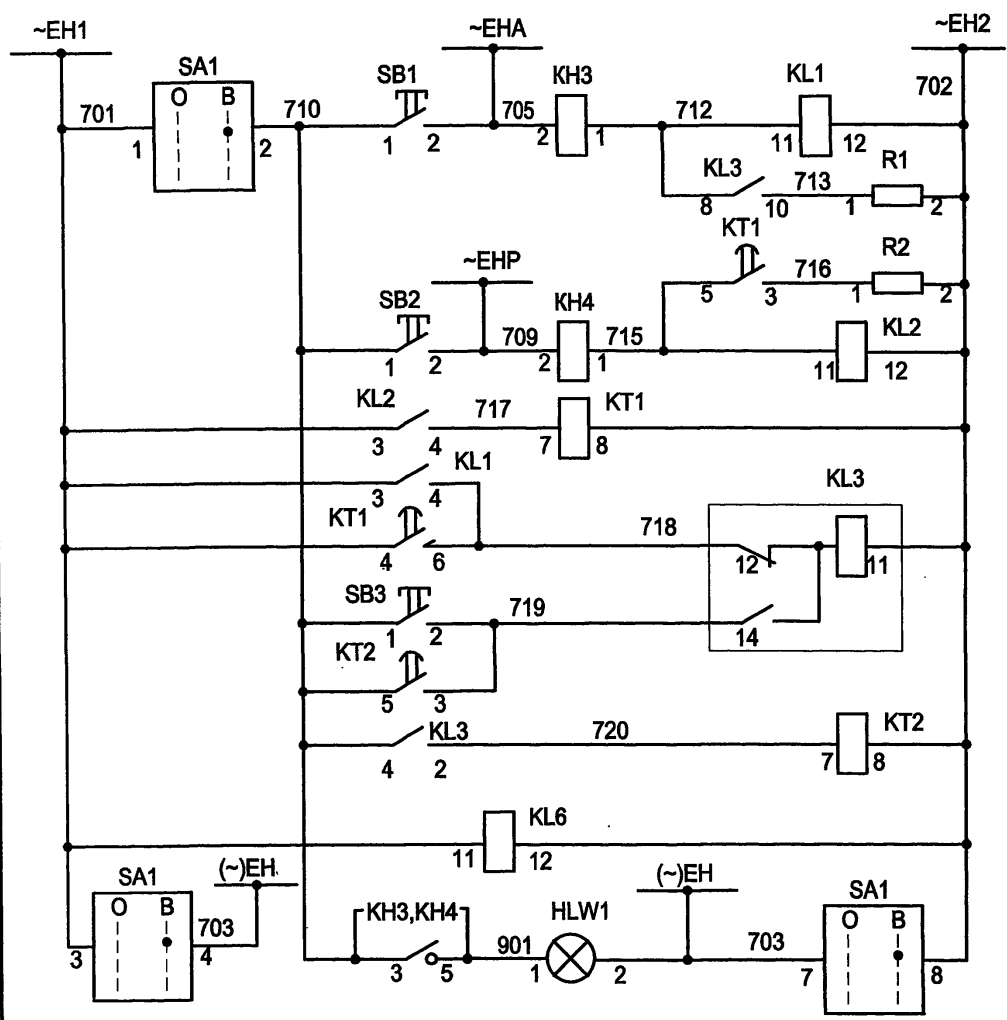 ~EH1 ~EHA ~EH2
SA1 SB1 KH3 KL1 702
O B
701 710 705 712
1 2 1 2 2 1 11 12
KL3 713 R1
8 10 1 2
KT1 716 R2
5 3 1 2
~EHP
SB2 709 KH4 715 KL2
1 2 2 1 11 12
KL2 717 KT1
3 4 7 8
KL1 KL3
3 4
KT1 718
4 6 12 11
SB3 719
1 2 14
KT2
5 3
KL3 720 KT2
4 2 7 8
KL6
11 12
SA1 (~)EH (~)EH SA1
O B KH3,KH4 HLW1 O B
703 901 703
3 4 3 5 1 2 7 8